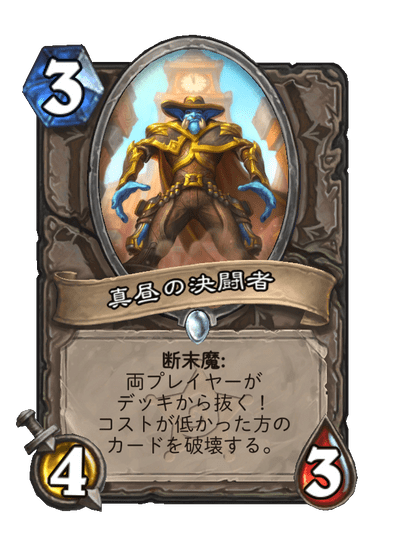 3
真昼の決闘者
断末魔:
両プレイヤーが
デッキから抜く！
コストが低かった方の
カードを破壊する。
4
3